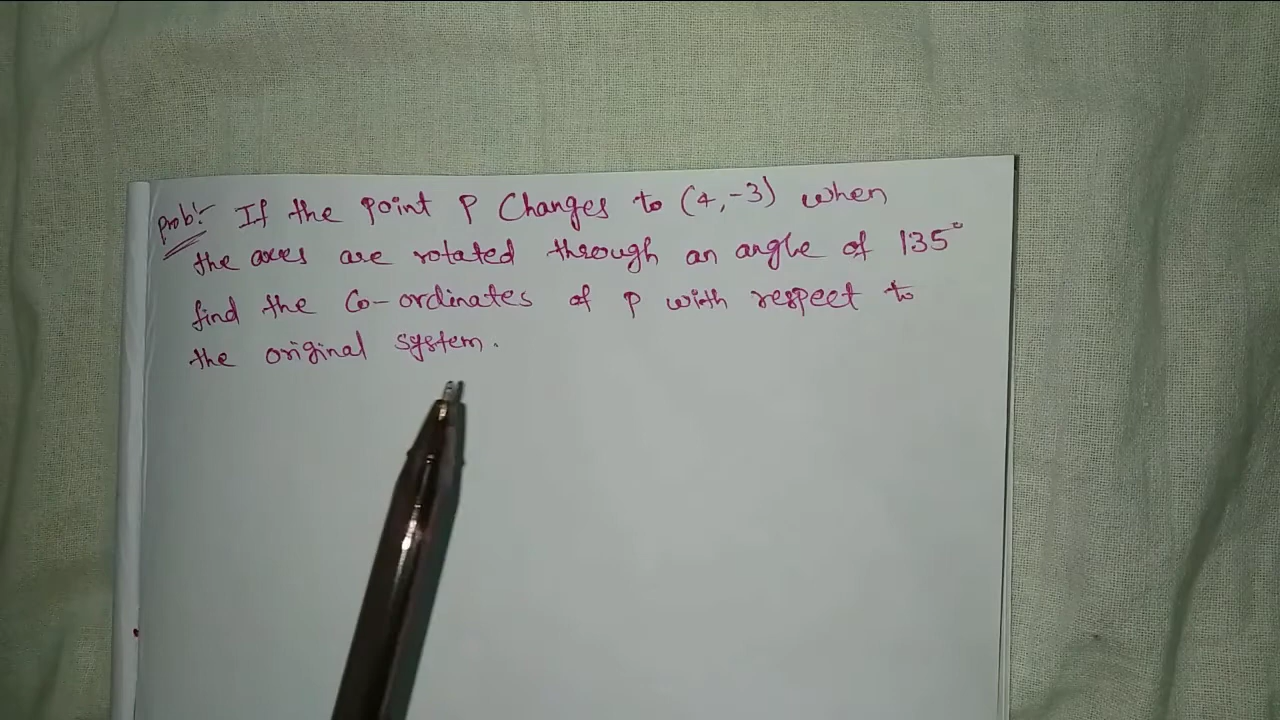 Prob:- If the point P Changes to (4,-3) when
the axes are rotated through an angle of 135°
find the Co-ordinates of P with respect to
the original system.